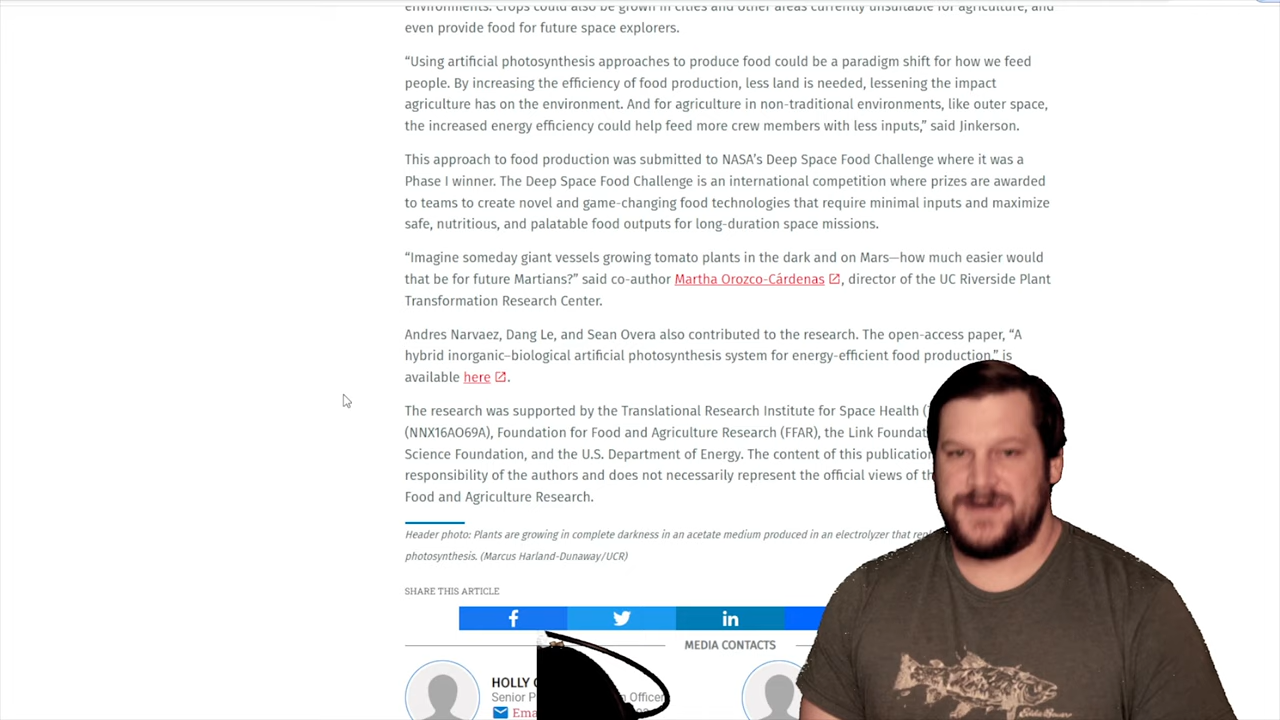 environments. Crops could also be grown in cities and other areas currently unsuitable for agriculture, and
even provide food for future space explorers.
“Using artificial photosynthesis approaches to produce food could be a paradigm shift for how we feed
people. By increasing the efficiency of food production, less land is needed, lessening the impact
agriculture has on the environment. And for agriculture in non-traditional environments, like outer space,
the increased energy efficiency could help feed more crew members with less inputs,” said Jinkerson.
This approach to food production was submitted to NASA’s Deep Space Food Challenge where it was a
Phase I winner. The Deep Space Food Challenge is an international competition where prizes are awarded
to teams to create novel and game-changing food technologies that require minimal inputs and maximize
safe, nutritious, and palatable food outputs for long-duration space missions.
“Imagine someday giant vessels growing tomato plants in the dark and on Mars—how much easier would
that be for future Martians?” said co-author Martha Orozco-Cárdenas, director of the UC Riverside Plant
Transformation Research Center.
Andres Narvaez, Dang Le, and Sean Overa also contributed to the research. The open-access paper, “A
hybrid inorganic–biological artificial photosynthesis system for energy-efficient food production,” is
available here.
The research was supported by the Translational Research Institute for Space Health (
(NNX16AO69A), Foundation for Food and Agriculture Research (FFAR), the Link
Science Foundation, and the U.S. Department of Energy. The content of this publication
responsibility of the authors and does not necessarily represent the official views of
Food and Agriculture Research.
Header photo: Plants are growing in complete darkness in an acetate medium produced in an electrolyzer that
photosynthesis. (Marcus Harland-Dunaway/UCR)
SHARE THIS ARTICLE
f
in
MEDIA CONTACTS
HOLLY
Senior
Eddie Bauer